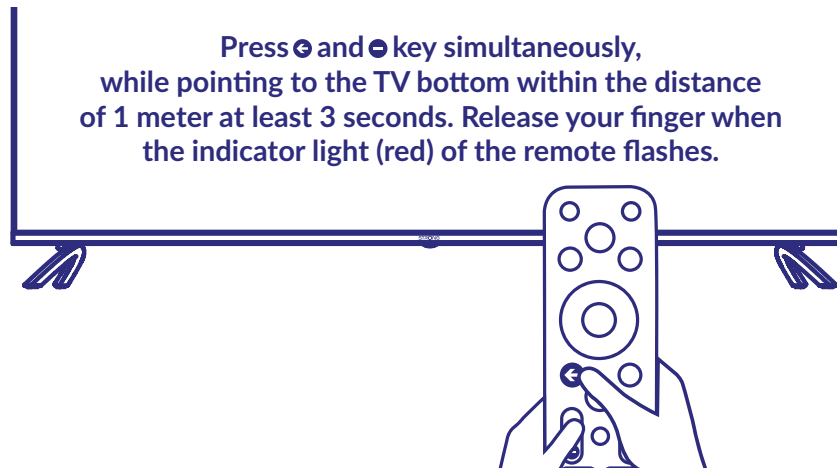 Press and key simultaneously,
while pointing to the TV bottom within the distance
of 1 meter at least 3 seconds. Release your finger when
the indicator light (red) of the remote flashes.
STRONG